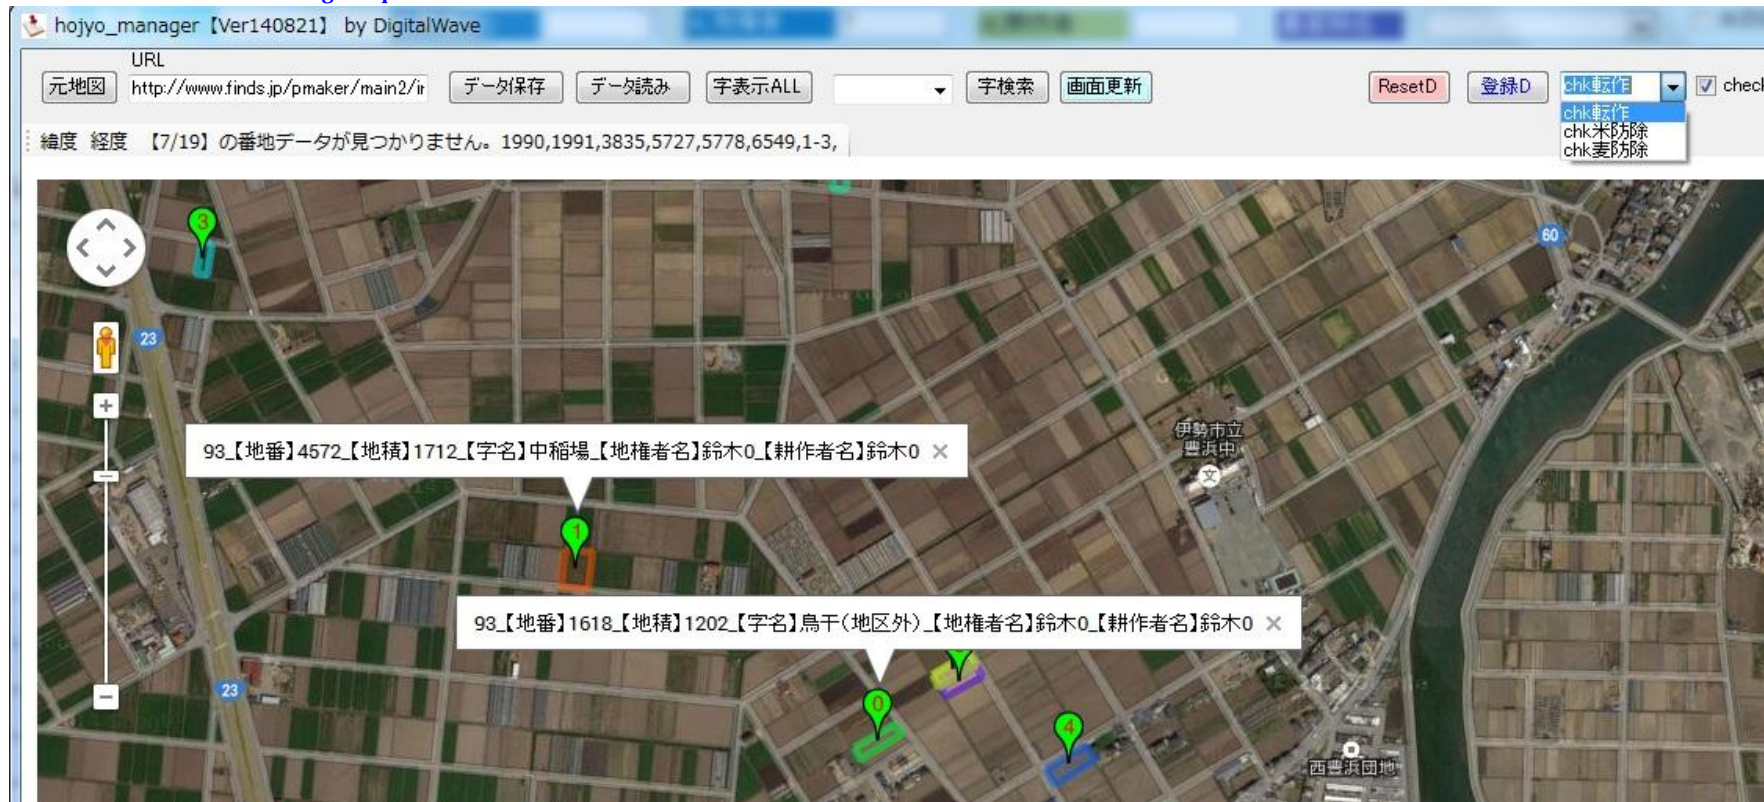 hojyo_manager【Ver140821】 by DigitalWave
URL
元地図
http://www.finds.jp/pmaker/main2/ir
データ保存
データ読み
字表示ALL
字検索
画面更新
ResetD
登録D
chk転作
check
chk転作
chk米防除
chk麦防除
緯度 経度 【7/19】の番地データが見つかりません。1990,1991,3835,5727,5778,6549,1-3,
3
60
23
伊勢市立
豊浜中
文
93_【地番】4572_【地積】1712_【字名】中稲場_【地権者名】鈴木0_【耕作者名】鈴木0 ×
1
93_【地番】1618_【地積】1202_【字名】鳥干(地区外)_【地権者名】鈴木0_【耕作者名】鈴木0 ×
23
0
4
西豊浜団地